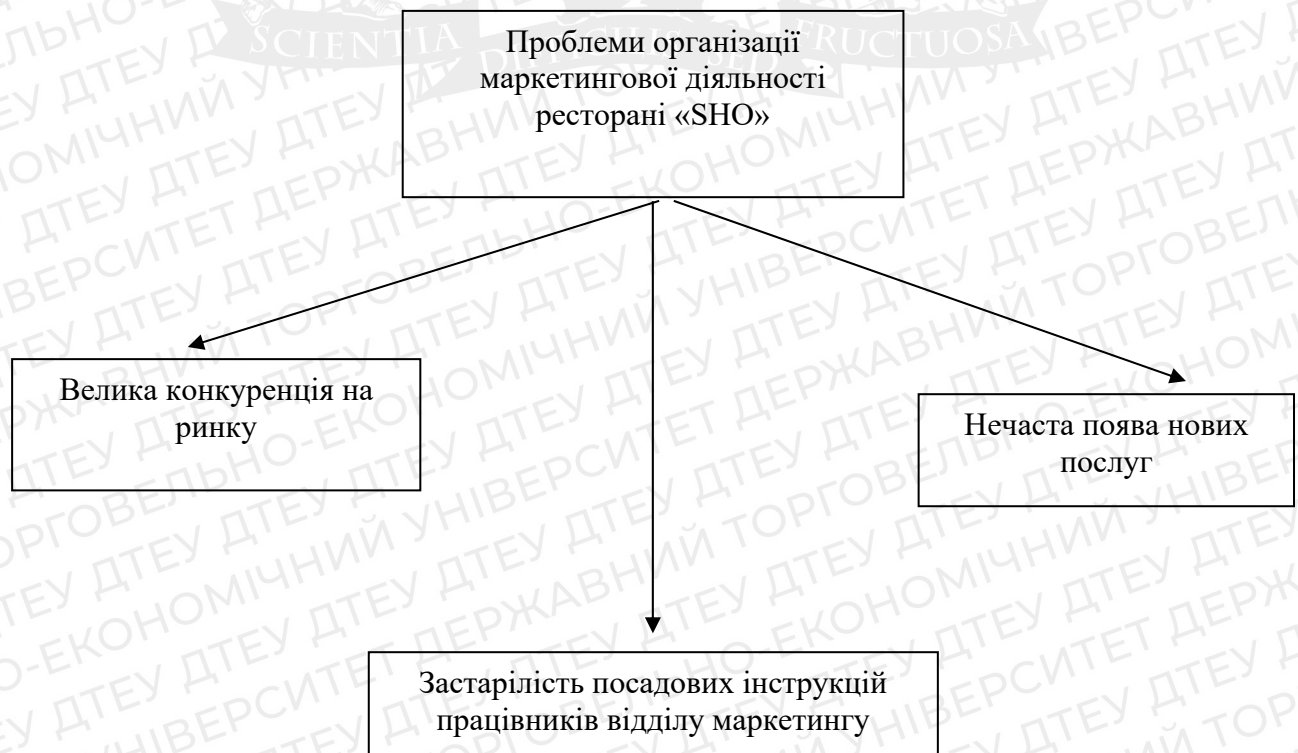 Проблеми організації
маркетингової діяльності
ресторані «SHO»
Велика конкуренція на
ринку
Нечаста поява нових
послуг
Застарілість посадових інструкцій
працівників відділу маркетингу